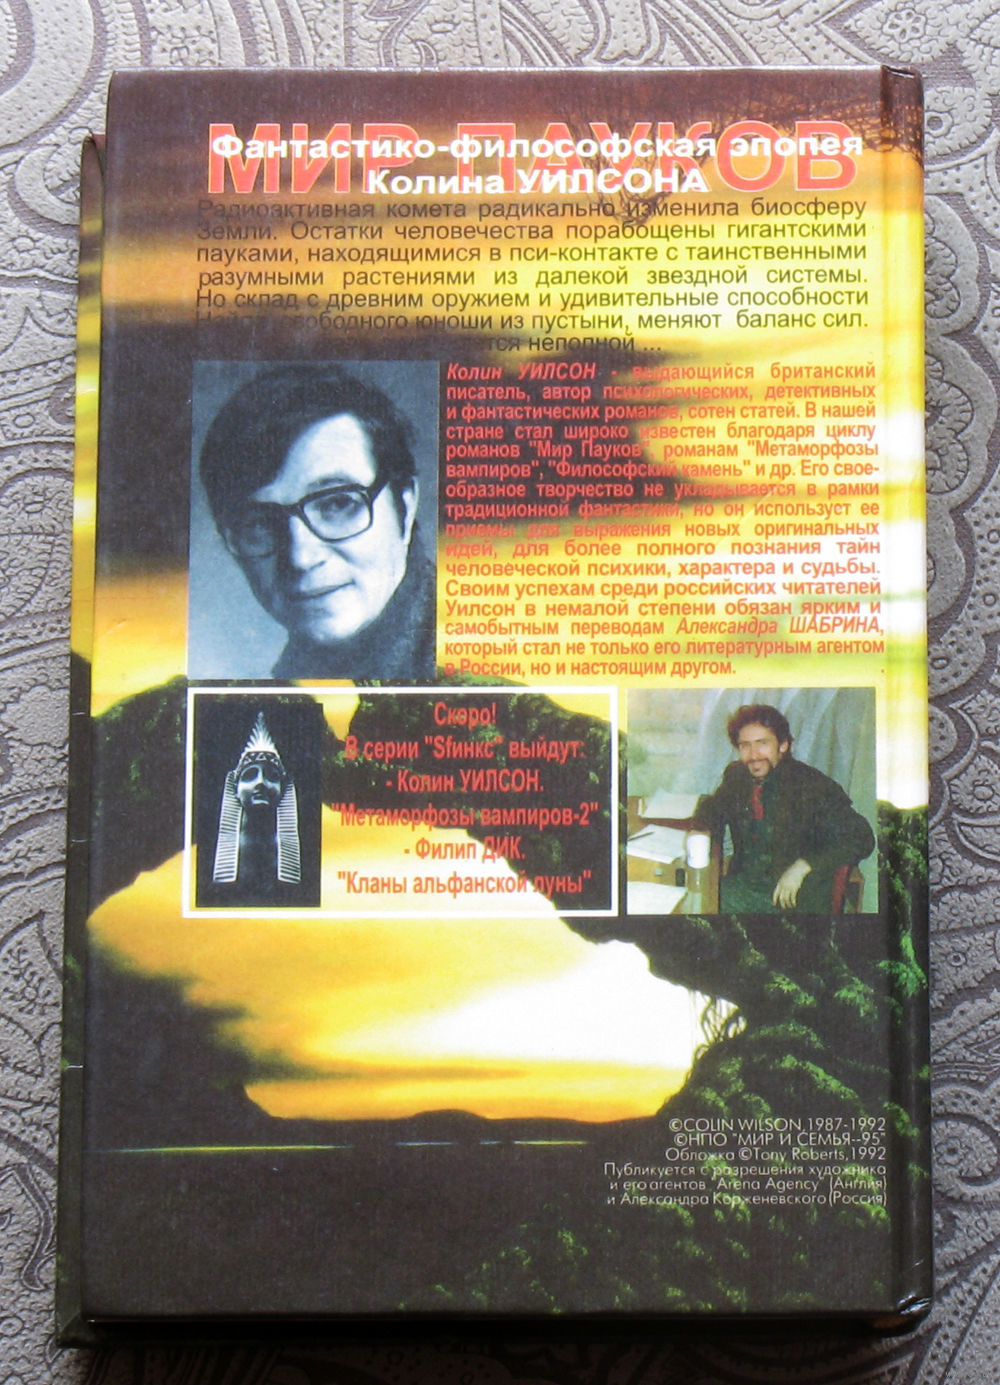 МИР ПАУКОВ
Фантастико-философская эпопея
Колина УИЛСОНА
Радиоактивная комета радикально изменила биосферу
Земли. Остатки человечества порабощены гигантскими
пауками, находящимися в пси-контакте с таинственными
разумными растениями из далекой звездной системы.
Но склад с древним оружием и удивительные способности
Найла, свободного юноши из пустыни, меняют баланс сил.
неполной ...
Колин УИЛСОН - выдающийся британский
писатель, автор психологических, детективных
и фантастических романов, сотен статей. В нашей
стране стал широко известен благодаря циклу
романов "Мир Пауков", романам "Метаморфозы
вампиров", "Философский камень" и др. Его свое-
образное творчество не укладывается в рамки
традиционной фантастики, но он использует ее
приемы для выражения новых оригинальных
идей, для более полного познания тайн
человеческой психики, характера и судьбы.
Своим успехам среди российских читателей
Уилсон в немалой степени обязан ярким и
самобытным переводам Александра ШАБРИНА,
который стал не только его литературным агентом
в России, но и настоящим другом.
Скоро!
В серии "Sfинкс" выйдут:
- Колин УИЛСОН.
"Метаморфозы вампиров-2"
- Филип ДИК.
"Кланы альфанской луны"
©COLIN WILSON,1987-1992
©НПО "МИР И СЕМЬЯ--95"
Обложка ©Tony Roberts,1992
Публикуется с разрешения художника
и его агентов "Arena Agency" (Англия)
и Александра Корженевского(Россия)